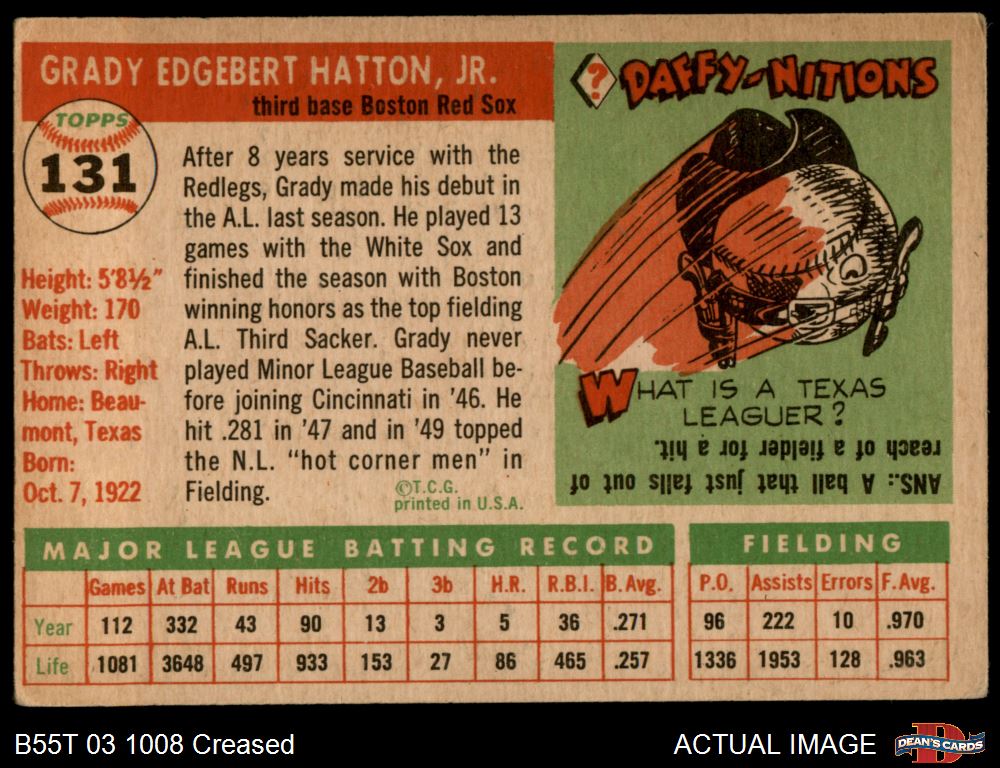 GRADY EDGEBERT HATTON, JR.
third base Boston Red Sox
TOPPS
131
Height: 5'8½"
Weight: 170
Bats: Left
Throws: Right
Home: Beau-
mont, Texas
Born:
Oct. 7, 1922
After 8 years service with the
Redlegs, Grady made his debut in
the A.L. last season. He played 13
games with the White Sox and
finished the season with Boston
winning honors as the top fielding
A.L. Third Sacker. Grady never
played Minor League Baseball be-
fore joining Cincinnati in '46. He
hit .281 in '47 and in '49 topped
the N.L. "hot corner men" in
Fielding.
©T.C.G.
printed in U.S.A.
? DAFFY-NITIONS
WHAT IS A TEXAS
LEAGUER?
ANS.: A ball that just falls out of
reach of a fielder for a hit.
MAJOR LEAGUE BATTING RECORD
Games At Bat Runs Hits 2b 3b H.R. R.B.I. B. Avg.
Year 112 332 43 90 13 3 5 36 .271
Life 1081 3648 497 933 153 27 86 465 .257
FIELDING
P.O. Assists Errors F. Avg.
96 222 10 .970
1336 1953 128 .963
B55T 03 1008 Creased
ACTUAL IMAGE
D
DEAN'S CARDS